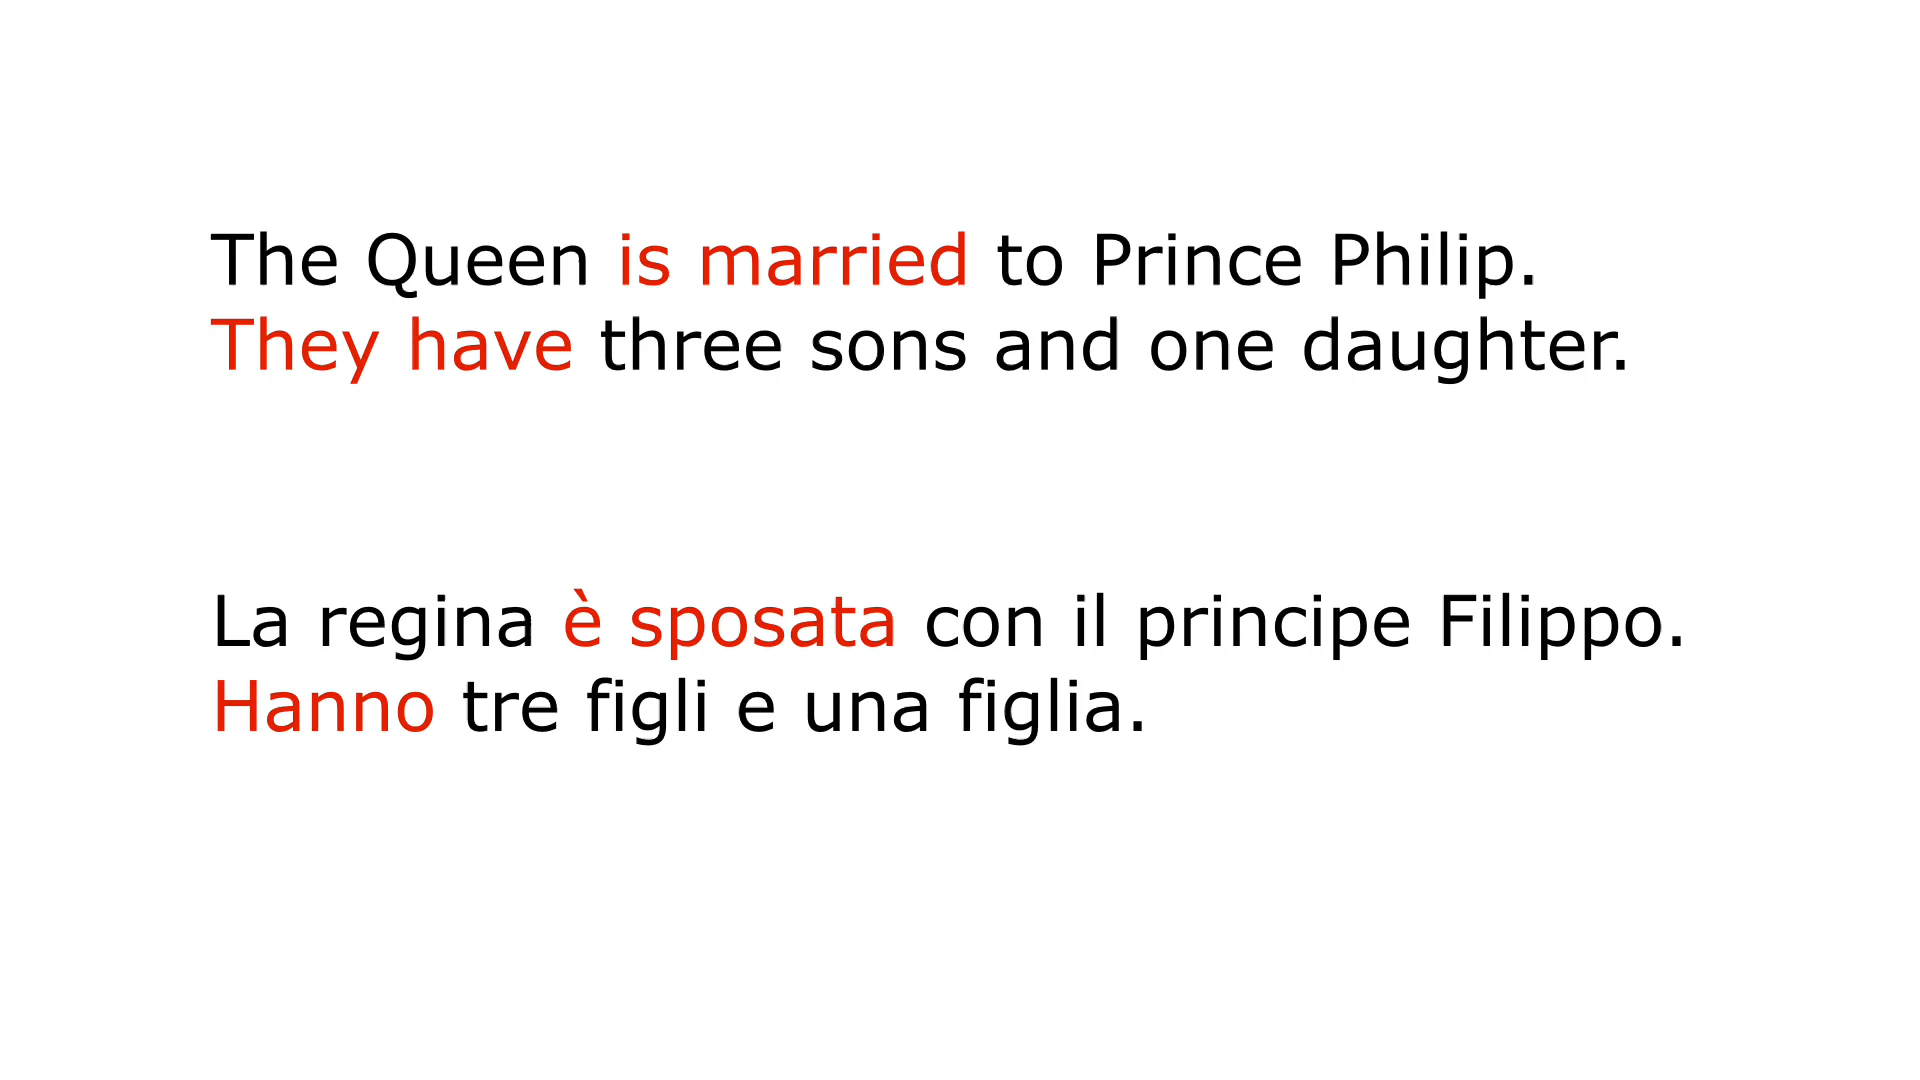 The Queen is married to Prince Philip.
They have three sons and one daughter.
La regina è sposata con il principe Filippo.
Hanno tre figli e una figlia.